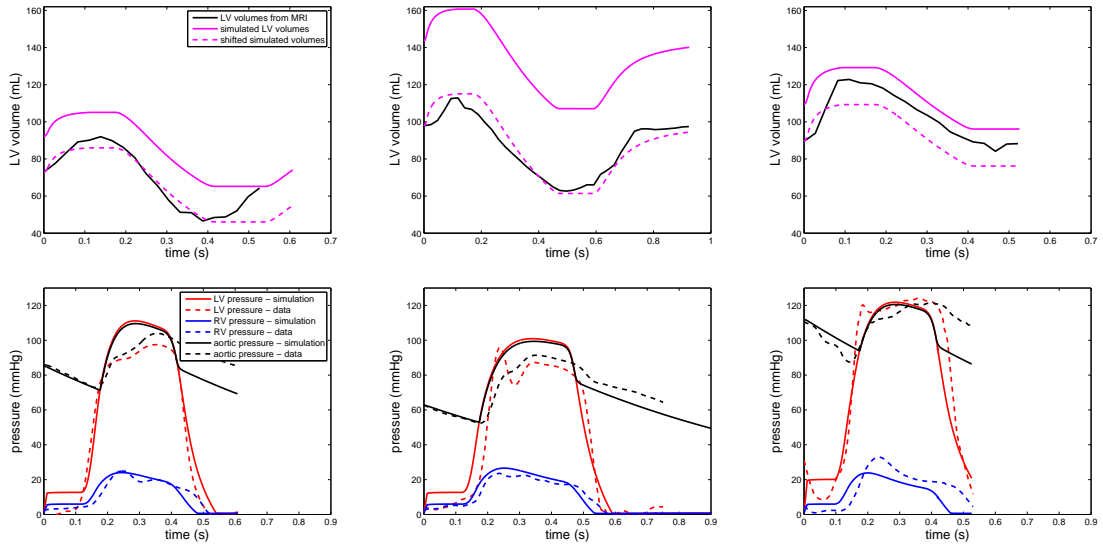 160
140
120
100
80
60
40
LV volume (mL)
0 0.1 0.2 0.3 0.4 0.5 0.6 0.7
time (s)
LV volumes from MRI
simulated LV volumes
shifted simulated volumes
160
140
120
100
80
60
40
LV volume (mL)
0 0.2 0.4 0.6 0.8 1
time (s)
160
140
120
100
80
60
40
LV volume (mL)
0 0.1 0.2 0.3 0.4 0.5 0.6 0.7
time (s)
120
100
80
60
40
20
0
pressure (mmHg)
0 0.1 0.2 0.3 0.4 0.5 0.6 0.7 0.8 0.9
time (s)
LV pressure − simulation
LV pressure − data
RV pressure − simulation
RV pressure − data
aortic pressure − simulation
aortic pressure − data
120
100
80
60
40
20
0
pressure (mmHg)
0 0.1 0.2 0.3 0.4 0.5 0.6 0.7 0.8 0.9
time (s)
120
100
80
60
40
20
0
pressure (mmHg)
0 0.1 0.2 0.3 0.4 0.5 0.6 0.7 0.8 0.9
time (s)